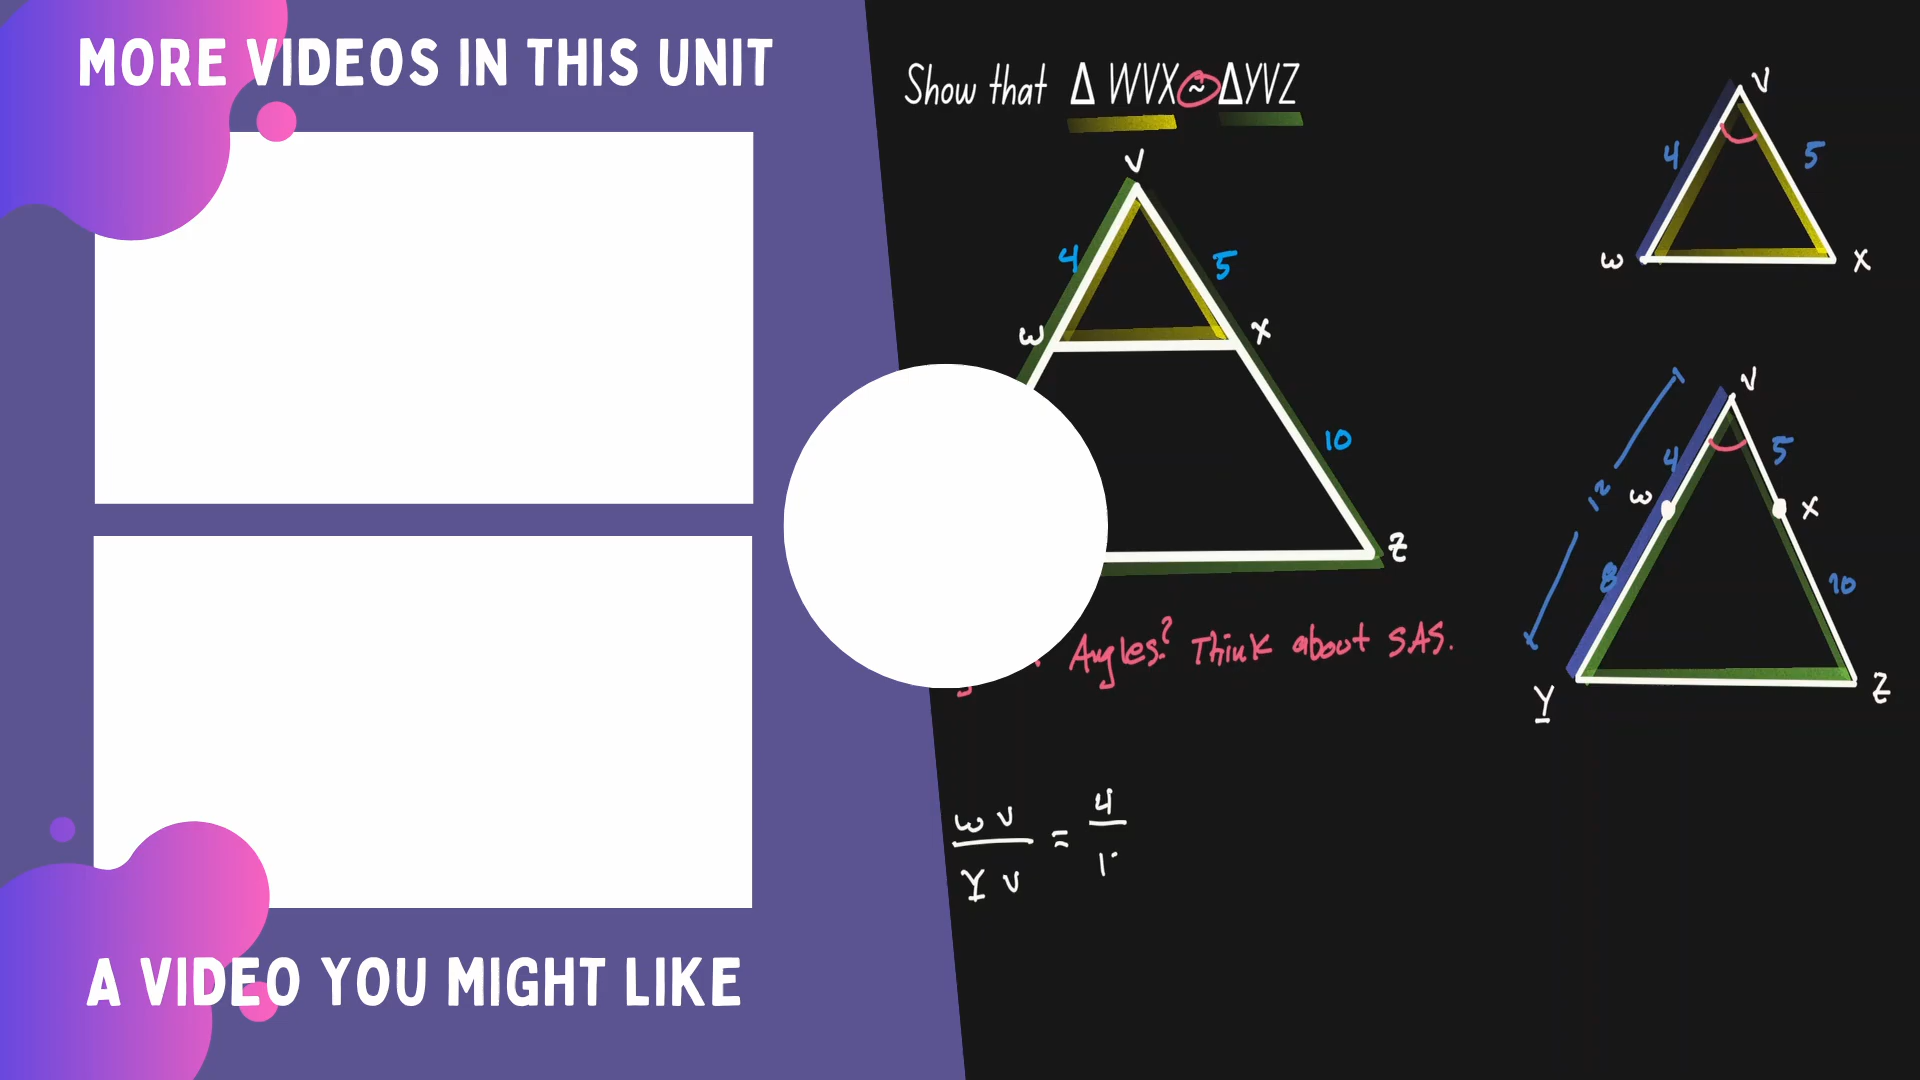 MORE VIDEOS IN THIS UNIT
A VIDEO YOU MIGHT LIKE
Show that Δ WVX ~ ΔYVZ
V
4
5
W
X
10
Z
Angles? Think about SAS.
WV
YV
=
4
V
4
5
W
X
V
4
5
12
W
X
8
10
Y
Z